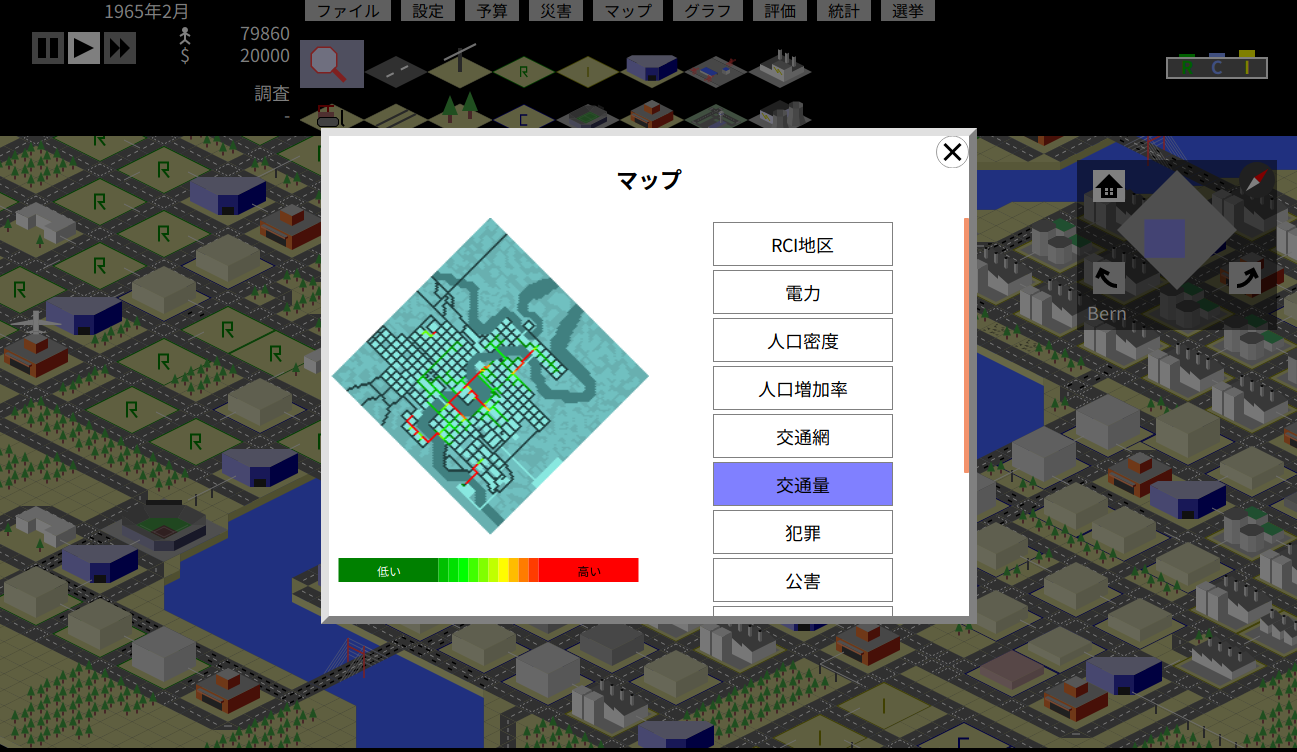 1965年2月
ファイル 設定 予算 災害 マップ グラフ 評価 統計 選挙
79860
$ 20000
調査
-
R I
C
R C I
マップ
RCI地区
電力
人口密度
人口増加率
交通網
交通量
犯罪
公害
低い 高い
Bern
R
R
R
R
R
R
R
R
R
R
I
I
C